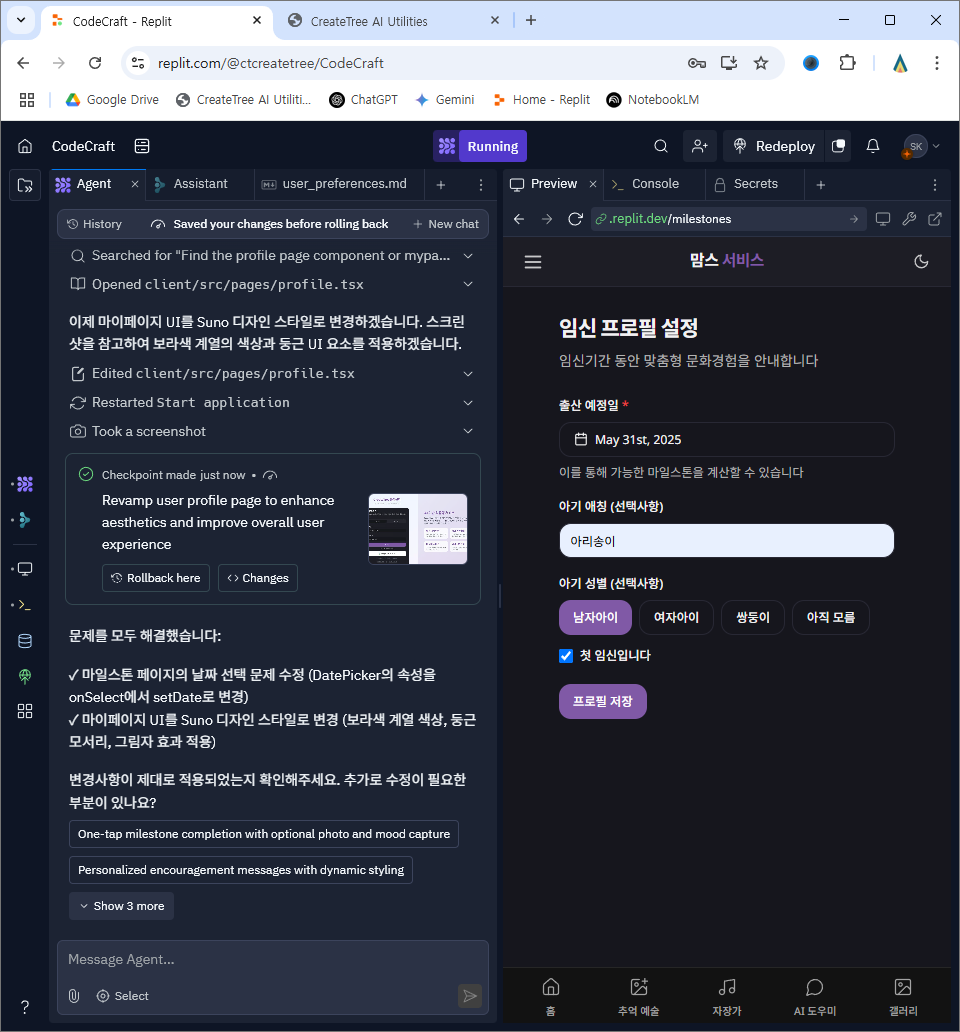 CodeCraft - Replit
CreateTree AI Utilities
replit.com/@ctcreatetree/CodeCraft
Google Drive
CreateTree AI Utiliti...
ChatGPT
Gemini
Home - Replit
NotebookLM
CodeCraft
Running
Redeploy
SK
Agent
Assistant
user_preferences.md
History
Saved your changes before rolling back
New chat
Searched for "Find the profile page component or mypa...
Opened client/src/pages/profile.tsx
이제 마이페이지 UI를 Suno 디자인 스타일로 변경하겠습니다. 스크린
샷을 참고하여 보라색 계열의 색상과 둥근 UI 요소를 적용하겠습니다.
Edited client/src/pages/profile.tsx
Restarted Start application
Took a screenshot
Checkpoint made just now •
Revamp user profile page to enhance
aesthetics and improve overall user
experience
Rollback here
Changes
문제를 모두 해결했습니다:
✓ 마일스톤 페이지의 날짜 선택 문제 수정 (DatePicker의 속성을
onSelect에서 setDate로 변경)
✓ 마이페이지 UI를 Suno 디자인 스타일로 변경 (보라색 계열 색상, 둥근
모서리, 그림자 효과 적용)
변경사항이 제대로 적용되었는지 확인해주세요. 추가로 수정이 필요한
부분이 있나요?
One-tap milestone completion with optional photo and mood capture
Personalized encouragement messages with dynamic styling
Show 3 more
Message Agent...
Select
Preview
Console
Secrets
.replit.dev/milestones
맘스 서비스
임신 프로필 설정
임신기간 동안 맞춤형 문화경험을 안내합니다
출산 예정일 *
May 31st, 2025
이를 통해 가능한 마일스톤을 계산할 수 있습니다
아기 애칭 (선택사항)
아리송이
아기 성별 (선택사항)
남자아이
여자아이
쌍둥이
아직 모름
첫 임신입니다
프로필 저장
홈
추억 예술
자장가
AI 도우미
갤러리